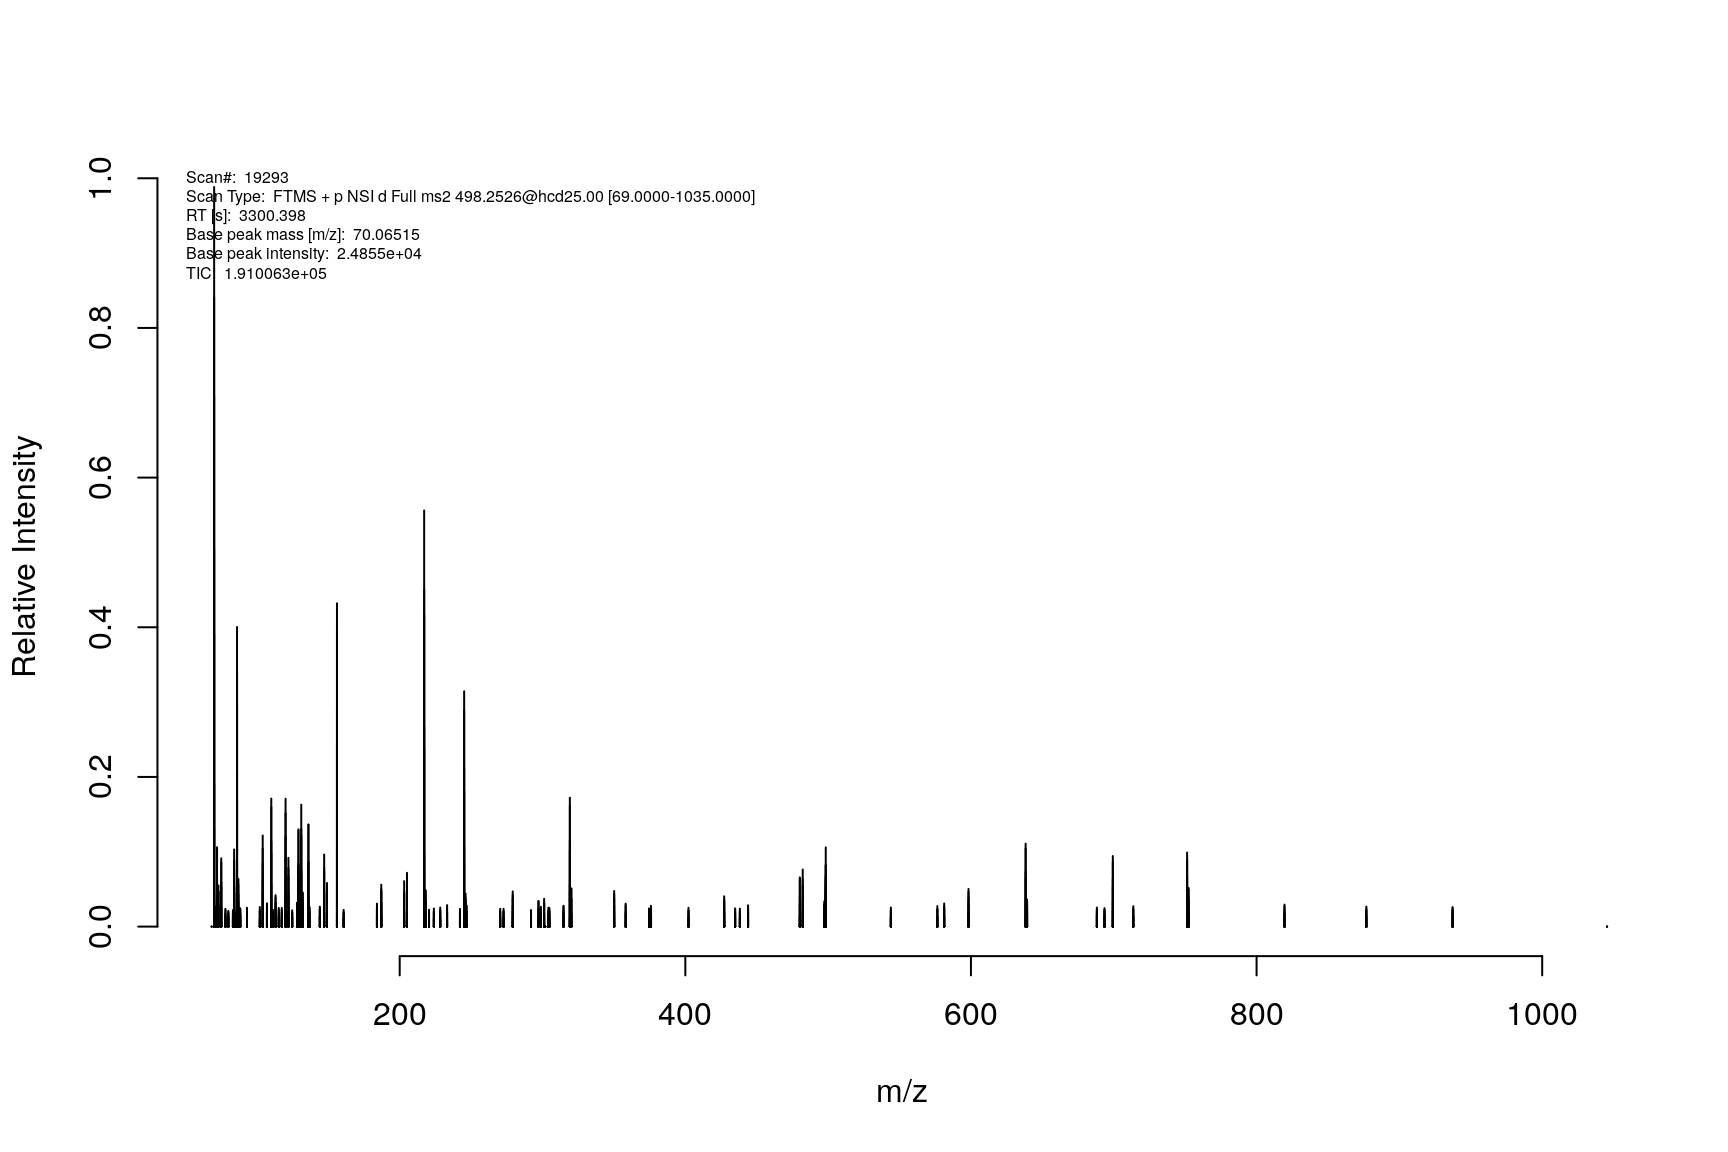 Scan#: 19293
Scan Type: FTMS + p NSI d Full ms2 498.2526@hcd25.00 [69.0000-1035.0000]
RT [s]: 3300.398
Base peak mass [m/z]: 70.06515
Base peak intensity: 2.4855e+04
TIC: 1.910063e+05
1.0
0.8
0.6
0.4
0.2
0.0
Relative Intensity
200 400 600 800 1000
m/z